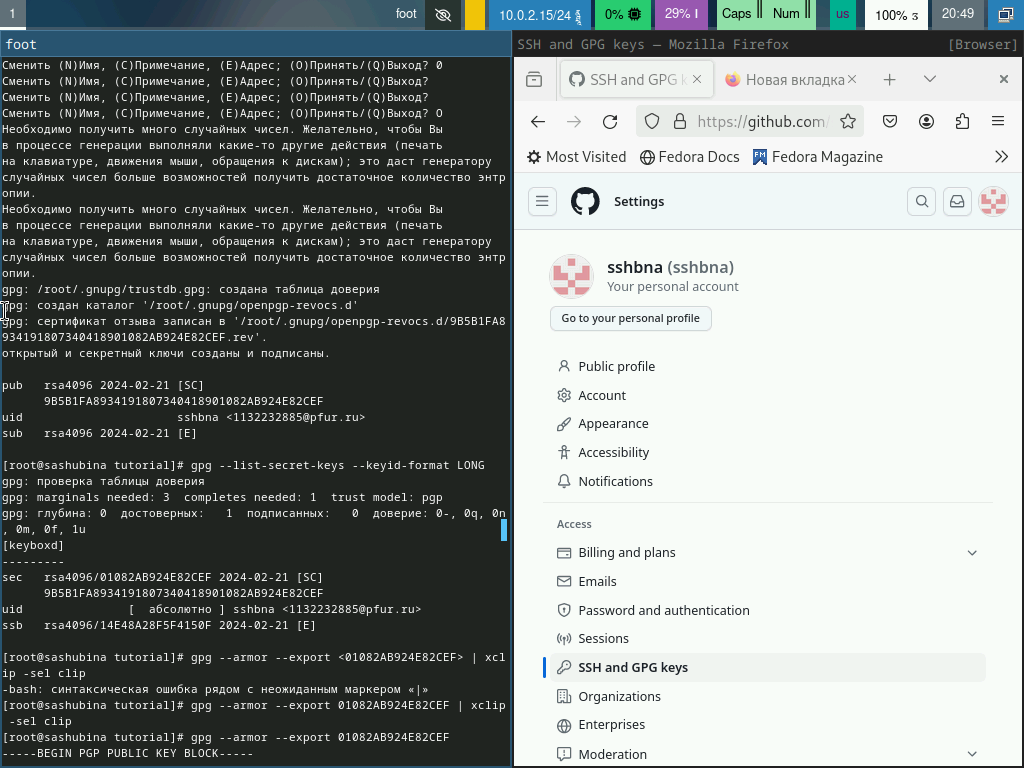 1
foot
10.0.2.15/24
0%
29%
Caps
Num
us
100%
20:49
foot
Сменить (N)Имя, (C)Примечание, (E)Адрес; (O)Принять/(Q)Выход? 0
Сменить (N)Имя, (C)Примечание, (E)Адрес; (O)Принять/(Q)Выход?
Сменить (N)Имя, (C)Примечание, (E)Адрес; (O)Принять/(Q)Выход?
Сменить (N)Имя, (C)Примечание, (E)Адрес; (O)Принять/(Q)Выход? O
Необходимо получить много случайных чисел. Желательно, чтобы Вы
в процессе генерации выполняли какие-то другие действия (печать
на клавиатуре, движения мыши, обращения к дискам); это даст генератору
случайных чисел больше возможностей получить достаточное количество энтр
опии.
Необходимо получить много случайных чисел. Желательно, чтобы Вы
в процессе генерации выполняли какие-то другие действия (печать
на клавиатуре, движения мыши, обращения к дискам); это даст генератору
случайных чисел больше возможностей получить достаточное количество энтр
опии.
gpg: /root/.gnupg/trustdb.gpg: создана таблица доверия
gpg: создан каталог '/root/.gnupg/openpgp-revocs.d'
gpg: сертификат отзыва записан в '/root/.gnupg/openpgp-revocs.d/9B5B1FA8
9341918073404189010​82AB924E82CEF.rev'.
открытый и секретный ключи созданы и подписаны.
pub   rsa4096 2024-02-21 [SC]
      9B5B1FA89341918073404189010​82AB924E82CEF
uid                      sshbna <1132232885@pfur.ru>
sub   rsa4096 2024-02-21 [E]
[root@sashubina tutorial]# gpg --list-secret-keys --keyid-format LONG
gpg: проверка таблицы доверия
gpg: marginals needed: 3  completes needed: 1  trust model: pgp
gpg: глубина: 0  достоверных:   1  подписанных:   0  доверие: 0-, 0q, 0n
, 0m, 0f, 1u
[keyboxd]
---------
sec   rsa4096/01082AB924E82CEF 2024-02-21 [SC]
      9B5B1FA89341918073404189010​82AB924E82CEF
uid               [  абсолютно ] sshbna <1132232885@pfur.ru>
ssb   rsa4096/14E48A28F5F4150F 2024-02-21 [E]
[root@sashubina tutorial]# gpg --armor --export <01082AB924E82CEF> | xcl
ip -sel clip
-bash: синтаксическая ошибка рядом с неожиданным маркером «|»
[root@sashubina tutorial]# gpg --armor --export 01082AB924E82CEF | xclip
 -sel clip
[root@sashubina tutorial]# gpg --armor --export 01082AB924E82CEF
-----BEGIN PGP PUBLIC KEY BLOCK-----
SSH and GPG keys — Mozilla Firefox
[Browser]
SSH and GPG k
Новая вкладка
https://github.com/
Most Visited
Fedora Docs
FM
Fedora Magazine
Settings
sshbna (sshbna)
Your personal account
Go to your personal profile
Public profile
Account
Appearance
Accessibility
Notifications
Access
Billing and plans
Emails
Password and authentication
Sessions
SSH and GPG keys
Organizations
Enterprises
Moderation